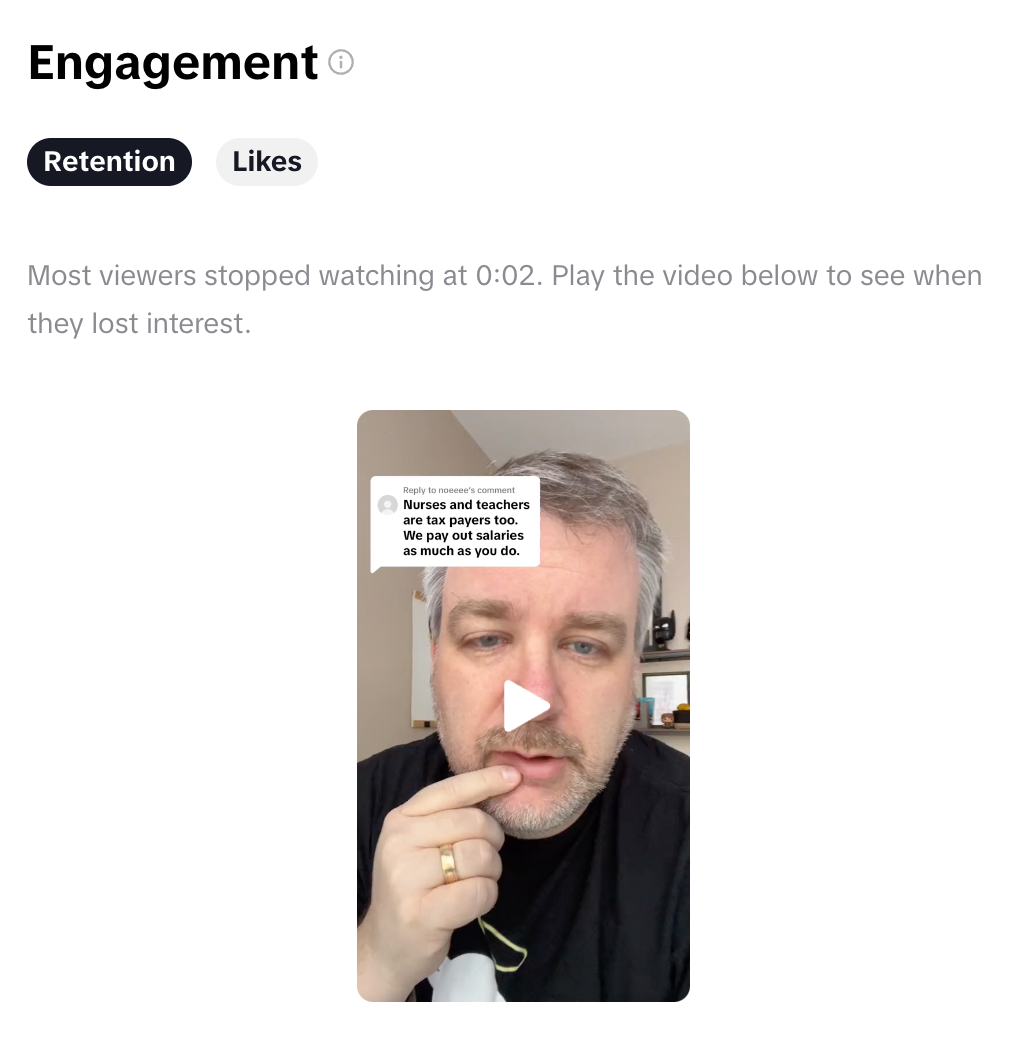 Engagement
Retention
Likes
Most viewers stopped watching at 0:02. Play the video below to see when
they lost interest.
Reply to noeeee's comment
Nurses and teachers
are tax payers too.
We pay out salaries
as much as you do.